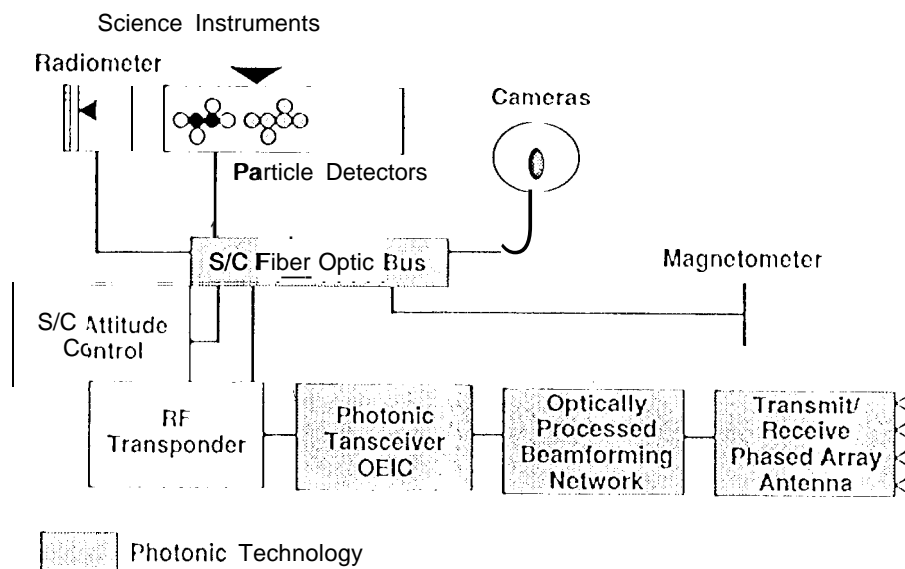 Science Instruments
Radiometer
Cameras
Particle Detectors
S/C Fiber Optic Bus
Magnetometer
S/C Attitude
Control
RF
Transponder
Photonic
Tansceiver
OEIC
Optically
Processed
Beamforming
Network
Transmit/
Receive
Phased Array
Antenna
Photonic Technology